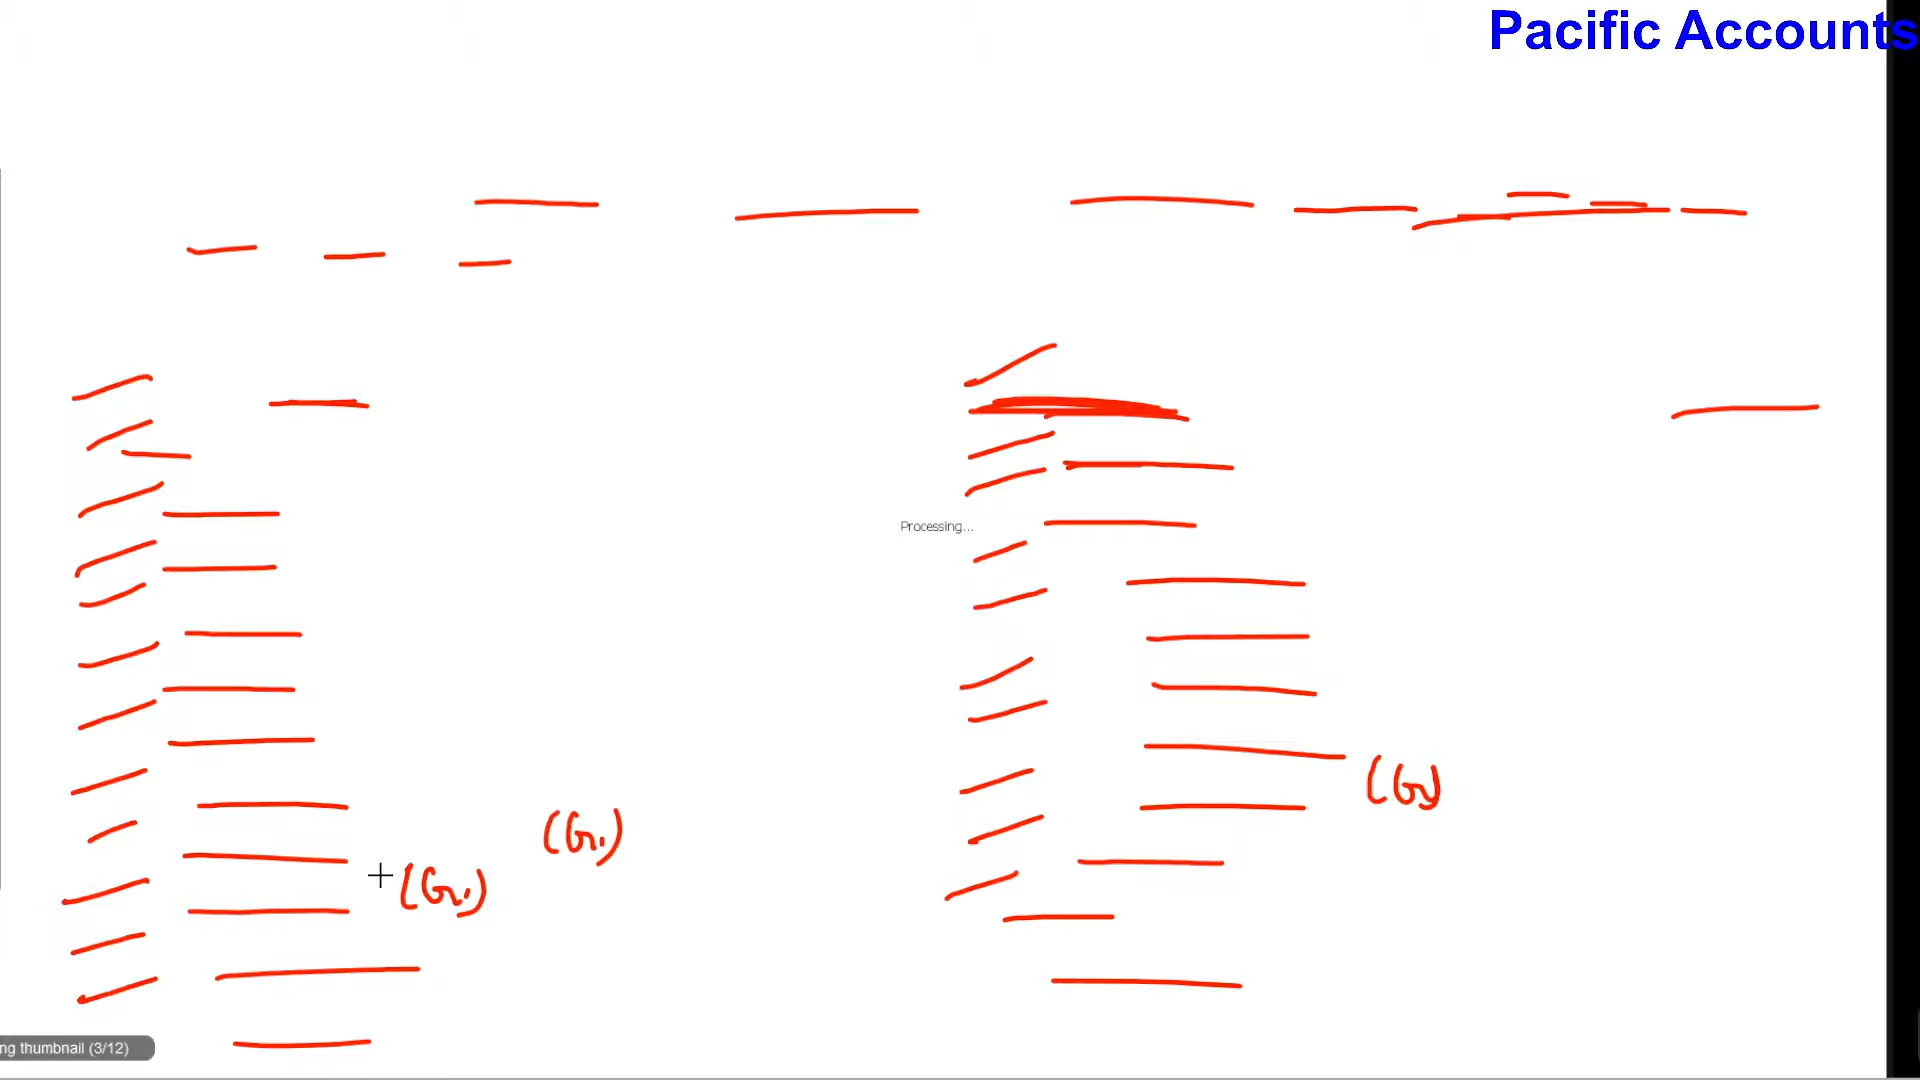 Pacific Accounts
Processing...
(Gr.)
(Gr.)
ng thumbnail (3/12)